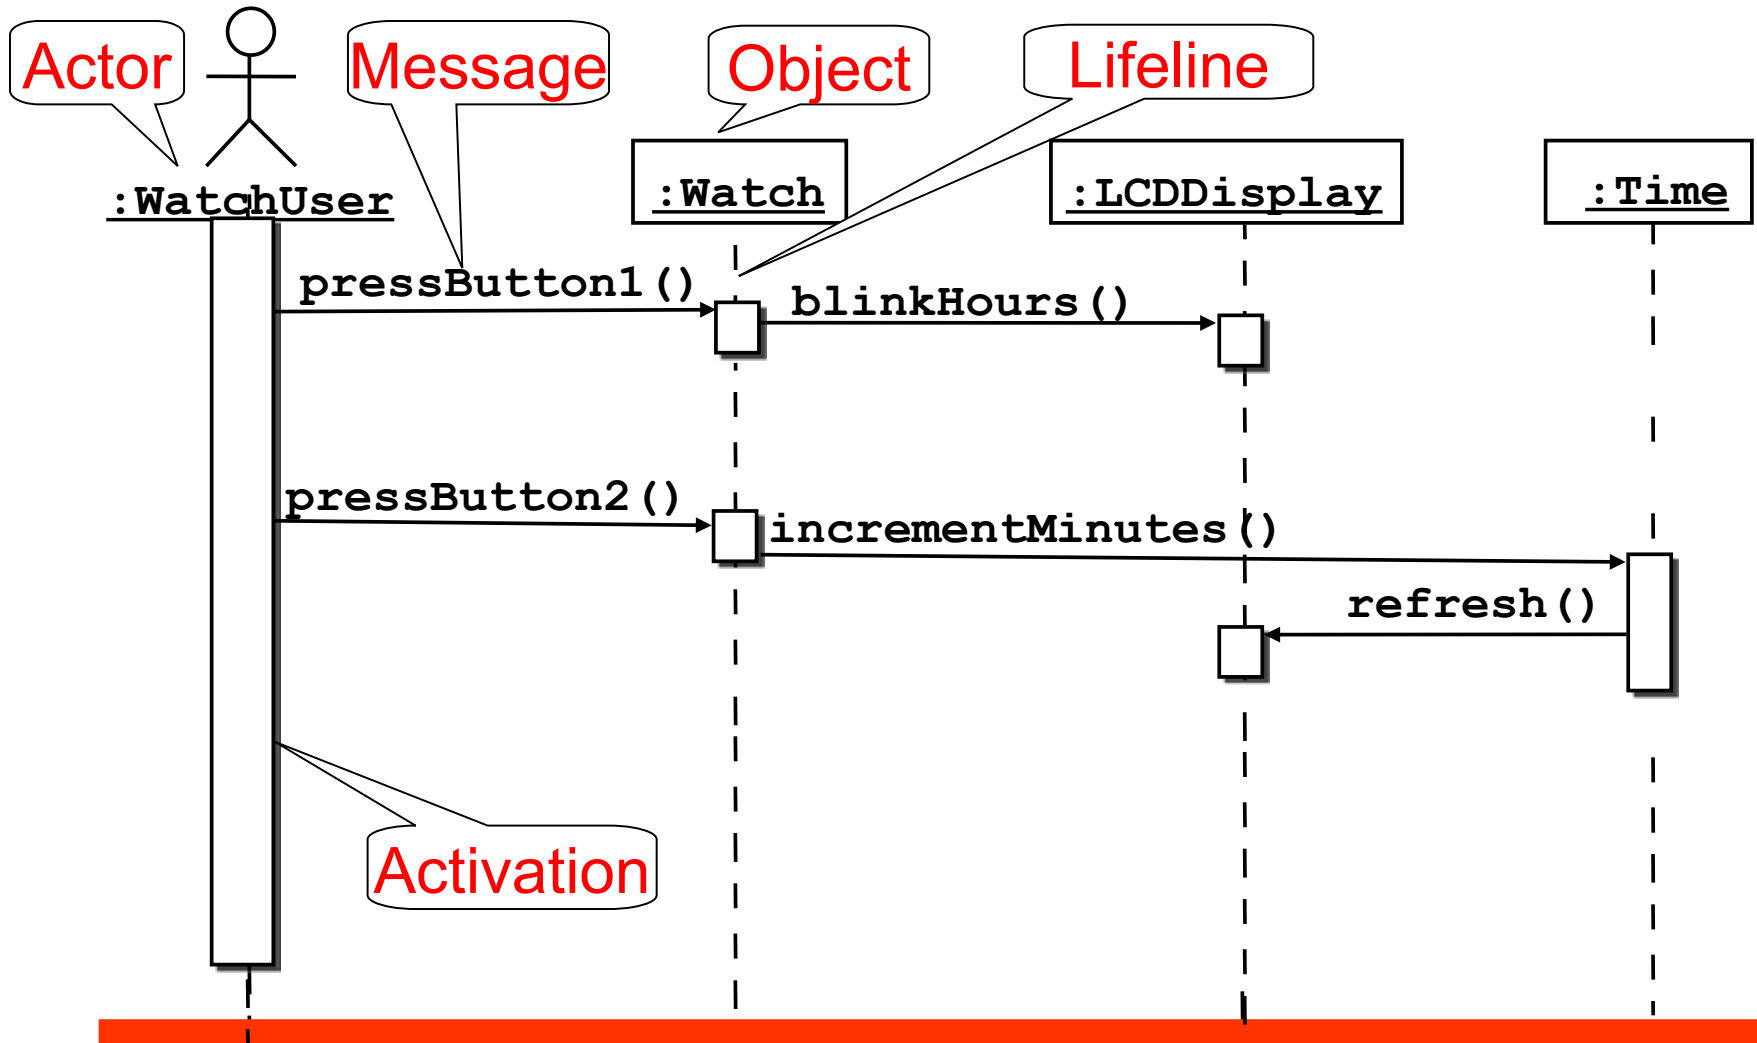 Actor
Message
Object
Lifeline
:WatchUser
:Watch
:LCDDisplay
:Time
pressButton1()
blinkHours()
pressButton2()
incrementMinutes()
refresh()
Activation